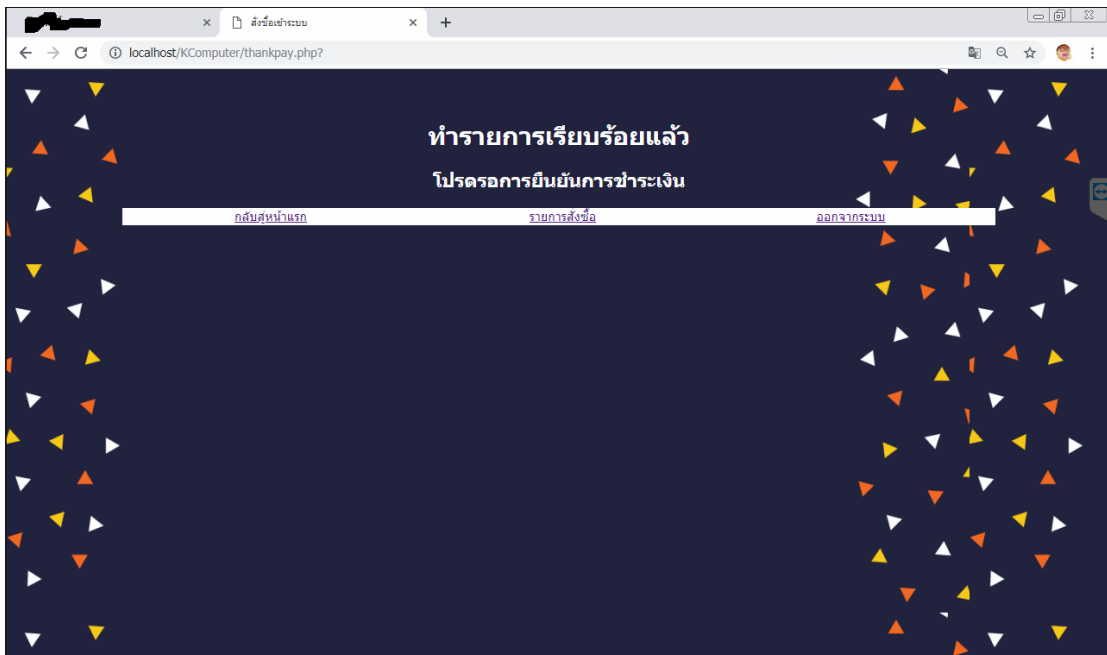 สั่งซื้อเข้าระบบ
localhost/KComputer/thankpay.php?
ทำรายการเรียบร้อยแล้ว
โปรดรอการยืนยันการชำระเงิน
กลับสู่หน้าแรก รายการสั่งซื้อ ออกจากระบบ